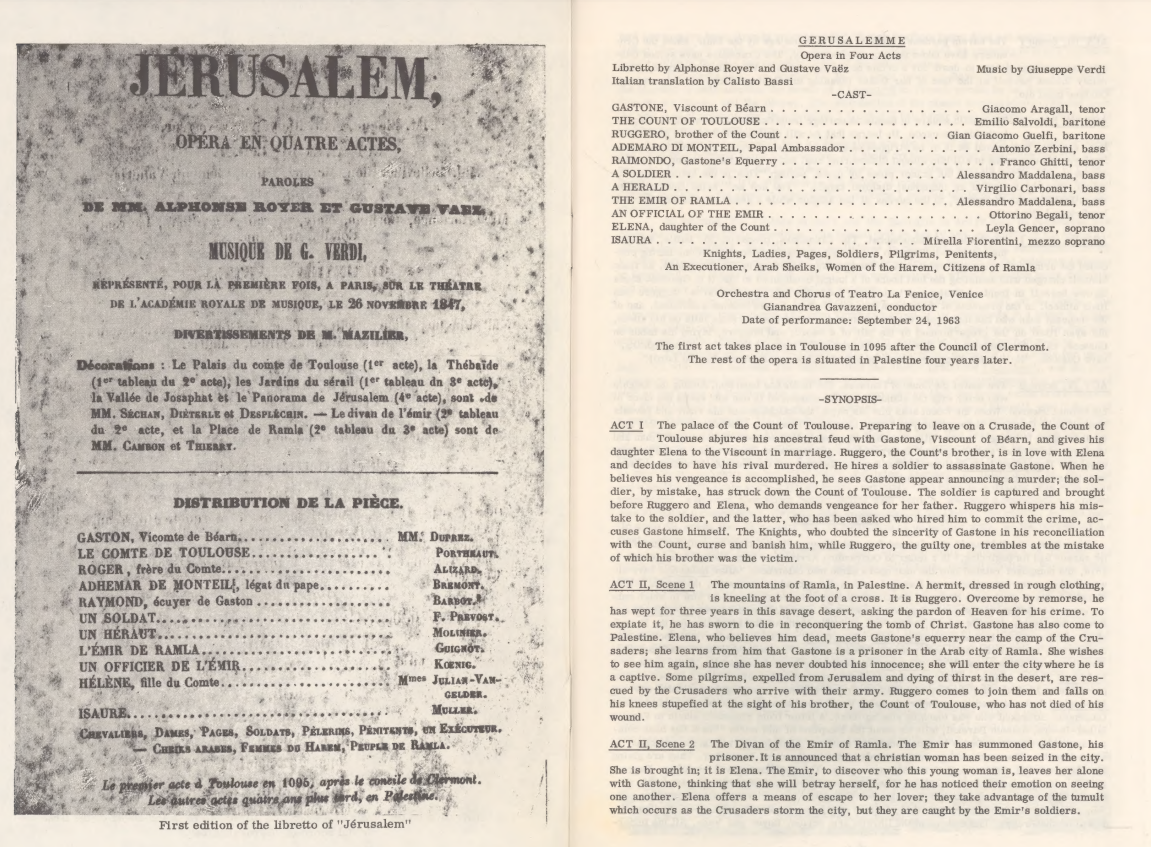 JERUSALEM,
OPÉRA EN QUATRE ACTES,
PAROLES
DE MM. ALPHONSE ROYER ET GUSTAVE VAEZ,
MUSIQUE DE G. VERDI,
REPRÉSENTÉ, POUR LA PREMIÈRE FOIS, A PARIS, SUR LE THÉATRE
DE L'ACADÉMIE ROYALE DE MUSIQUE, LE 26 NOVEMBRE 1847,
DIVERTISSEMENTS DE M. MAZILIER,
Décorations : Le Palais du comte de Toulouse (1er acte), la Thébaïde
(1er tableau du 2e acte), les Jardins du sérail (1er tableau dn 3e acte),
la Vallée de Josaphat et le Panorama de Jérusalem (4e acte), sont de
MM. SÉCHAN, DIÉTERLE et DESPLÉCHIN. — Le divan de l'émir (2e tableau
du 2e acte, et la Place de Ramla (2e tableau du 3e acte) sont de
MM. CAMBON et THIERRY.
DISTRIBUTION DE LA PIÈCE.
GASTON, Vicomte de Béarn.................... MM. DUPREZ.
LE COMTE DE TOULOUSE.................... PORTHEAUT.
ROGER, frère du Comte........................ ALIZARD.
ADHEMAR DE MONTEIL, légat du pape.......... BREMONT.
RAYMOND, écuyer de Gaston .................. BARBOT.
UN SOLDAT................................ F. PREVOST.
UN HÉRAUT................................ MOLINIER.
L'ÉMIR DE RAMLA.......................... GUIGNOT.
UN OFFICIER DE L'ÉMIR.................... KŒNIG.
HÉLÈNE, fille du Comte........................ Mmes JULIAN-VAN-
GELDER.
ISAURE.................................... MULLER.
CHEVALIERS, DAMES, PAGES, SOLDATS, PÉLERINS, PÉNITENTS, UN EXÉCUTEUR.
— CHEIKS ARABES, FEMMES DU HAREM, PEUPLE DE RAMLA.
Le premier acte à Toulouse en 1095, après le concile de Clermont.
Les autres actes quatre ans plus tard, en Palestine.
First edition of the libretto of "Jérusalem"
GERUSALEMME
Opera in Four Acts
Libretto by Alphonse Royer and Gustave Vaëz Music by Giuseppe Verdi
Italian translation by Calisto Bassi
-CAST-
GASTONE, Viscount of Béarn . . . . . . . . . . . . . . . . . . Giacomo Aragall, tenor
THE COUNT OF TOULOUSE . . . . . . . . . . . . . . . . . . Emilio Salvoldi, baritone
RUGGERO, brother of the Count . . . . . . . . . . . . . . Gian Giacomo Guelfi, baritone
ADEMARO DI MONTEIL, Papal Ambassador . . . . . . . . . . . Antonio Zerbini, bass
RAIMONDO, Gastone's Equerry . . . . . . . . . . . . . . . . . . Franco Ghitti, tenor
A SOLDIER . . . . . . . . . . . . . . . . . . . . . . . Alessandro Maddalena, bass
A HERALD . . . . . . . . . . . . . . . . . . . . . . . . . Virgilio Carbonari, bass
THE EMIR OF RAMLA . . . . . . . . . . . . . . . . . . . Alessandro Maddalena, bass
AN OFFICIAL OF THE EMIR . . . . . . . . . . . . . . . . . Ottorino Begali, tenor
ELENA, daughter of the Count . . . . . . . . . . . . . . . . Leyla Gencer, soprano
ISAURA . . . . . . . . . . . . . . . . . . . . . . Mirella Fiorentini, mezzo soprano
Knights, Ladies, Pages, Soldiers, Pilgrims, Penitents,
An Executioner, Arab Sheiks, Women of the Harem, Citizens of Ramla
Orchestra and Chorus of Teatro La Fenice, Venice
Gianandrea Gavazzeni, conductor
Date of performance: September 24, 1963
The first act takes place in Toulouse in 1095 after the Council of Clermont.
The rest of the opera is situated in Palestine four years later.
-SYNOPSIS-
ACT I The palace of the Count of Toulouse. Preparing to leave on a Crusade, the Count of
Toulouse abjures his ancestral feud with Gastone, Viscount of Béarn, and gives his
daughter Elena to the Viscount in marriage. Ruggero, the Count's brother, is in love with Elena
and decides to have his rival murdered. He hires a soldier to assassinate Gastone. When he
believes his vengeance is accomplished, he sees Gastone appear announcing a murder; the sol-
dier, by mistake, has struck down the Count of Toulouse. The soldier is captured and brought
before Ruggero and Elena, who demands vengeance for her father. Ruggero whispers his mis-
take to the soldier, and the latter, who has been asked who hired him to commit the crime, ac-
cuses Gastone himself. The Knights, who doubted the sincerity of Gastone in his reconciliation
with the Count, curse and banish him, while Ruggero, the guilty one, trembles at the mistake
of which his brother was the victim.
ACT II, Scene 1 The mountains of Ramla, in Palestine. A hermit, dressed in rough clothing,
is kneeling at the foot of a cross. It is Ruggero. Overcome by remorse, he
has wept for three years in this savage desert, asking the pardon of Heaven for his crime. To
expiate it, he has sworn to die in reconquering the tomb of Christ. Gastone has also come to
Palestine. Elena, who believes him dead, meets Gastone's equerry near the camp of the Cru-
saders; she learns from him that Gastone is a prisoner in the Arab city of Ramla. She wishes
to see him again, since she has never doubted his innocence; she will enter the city where he is
a captive. Some pilgrims, expelled from Jerusalem and dying of thirst in the desert, are res-
cued by the Crusaders who arrive with their army. Ruggero comes to join them and falls on
his knees stupefied at the sight of his brother, the Count of Toulouse, who has not died of his
wound.
ACT II, Scene 2 The Divan of the Emir of Ramla. The Emir has summoned Gastone, his
prisoner. It is announced that a christian woman has been seized in the city.
She is brought in; it is Elena. The Emir, to discover who this young woman is, leaves her alone
with Gastone, thinking that she will betray herself, for he has noticed their emotion on seeing
one another. Elena offers a means of escape to her lover; they take advantage of the tumult
which occurs as the Crusaders storm the city, but they are caught by the Emir's soldiers.